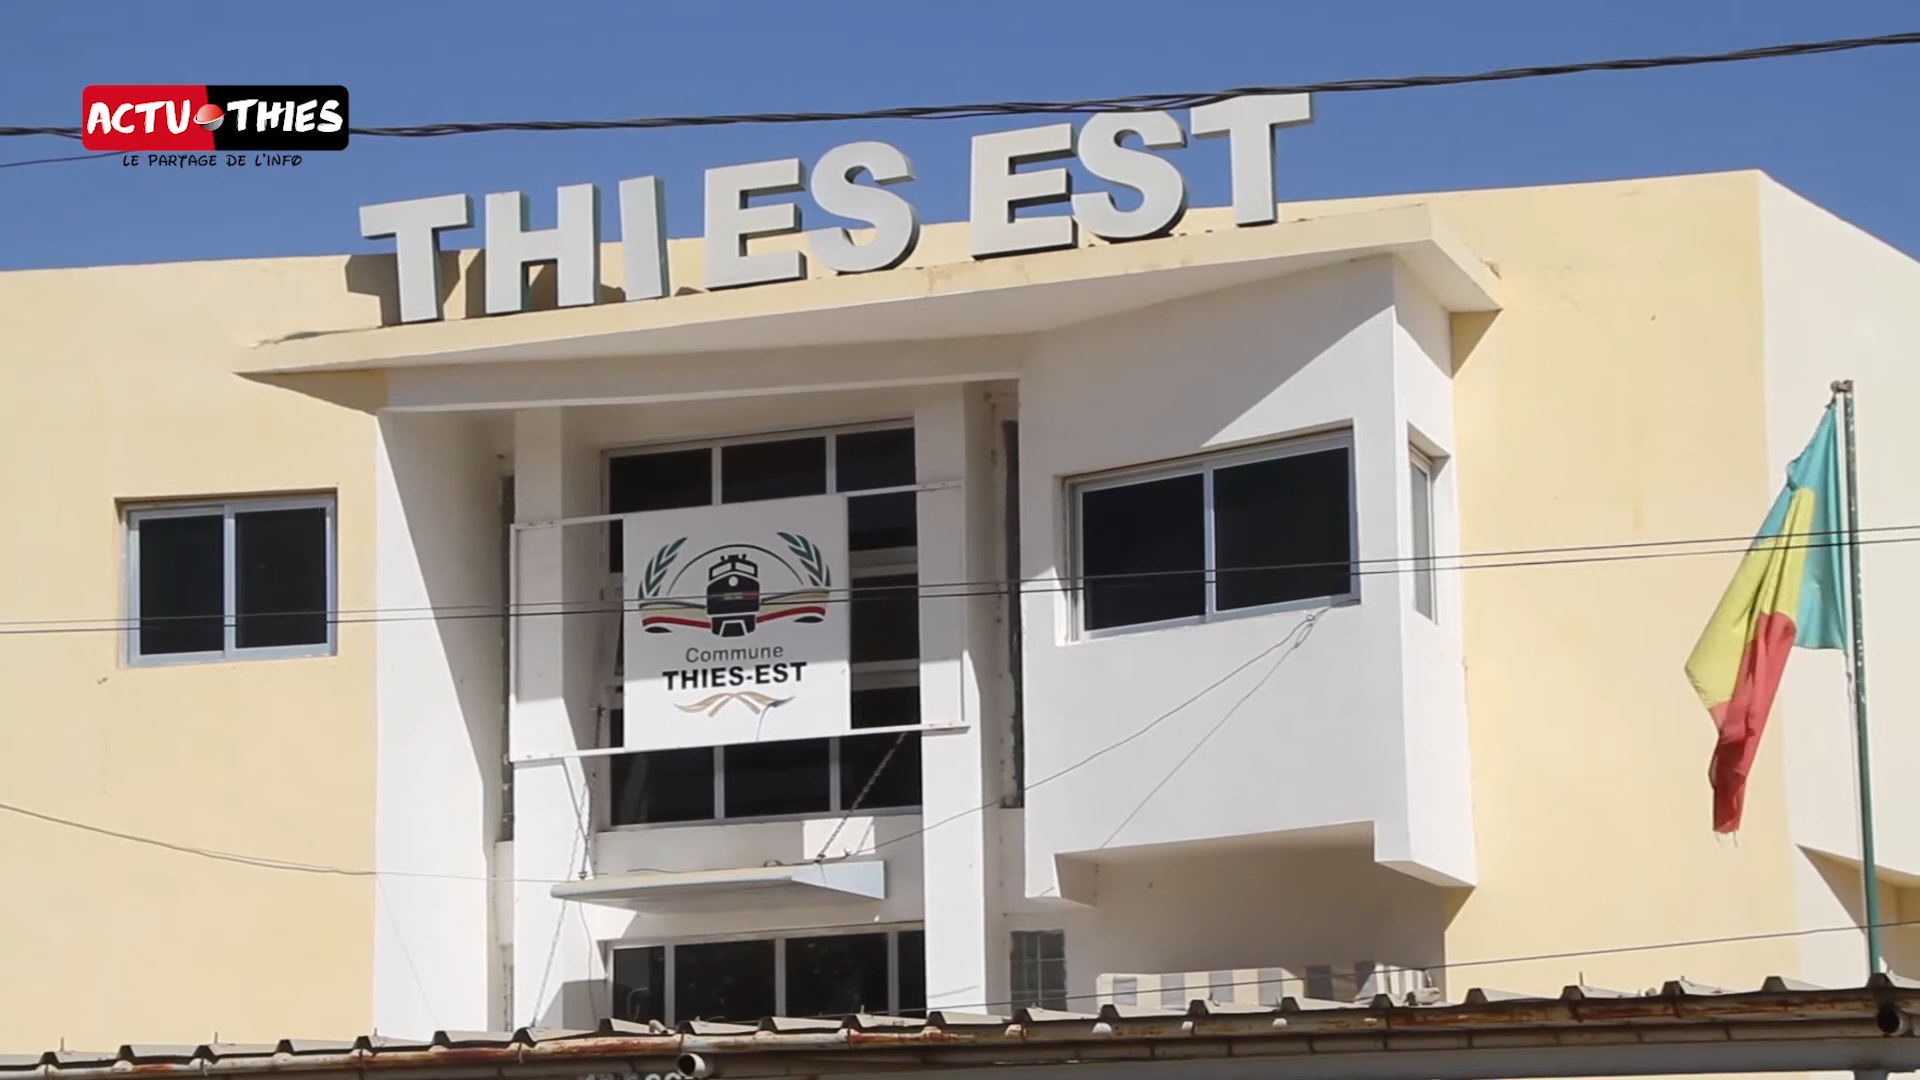 ACTU THIES
LE PARTAGE DE L'INFO
THIES EST
Commune
THIES-EST